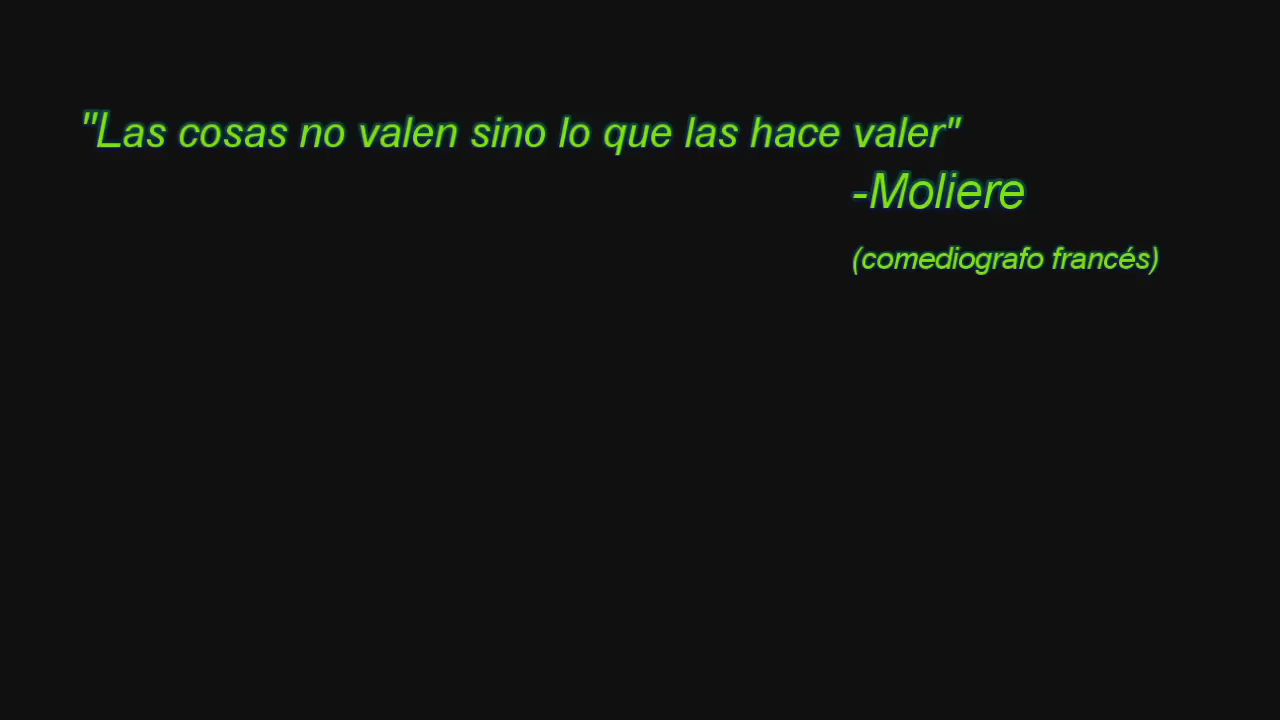 "Las cosas no valen sino lo que las hace valer"
-Moliere
(comediografo francés)